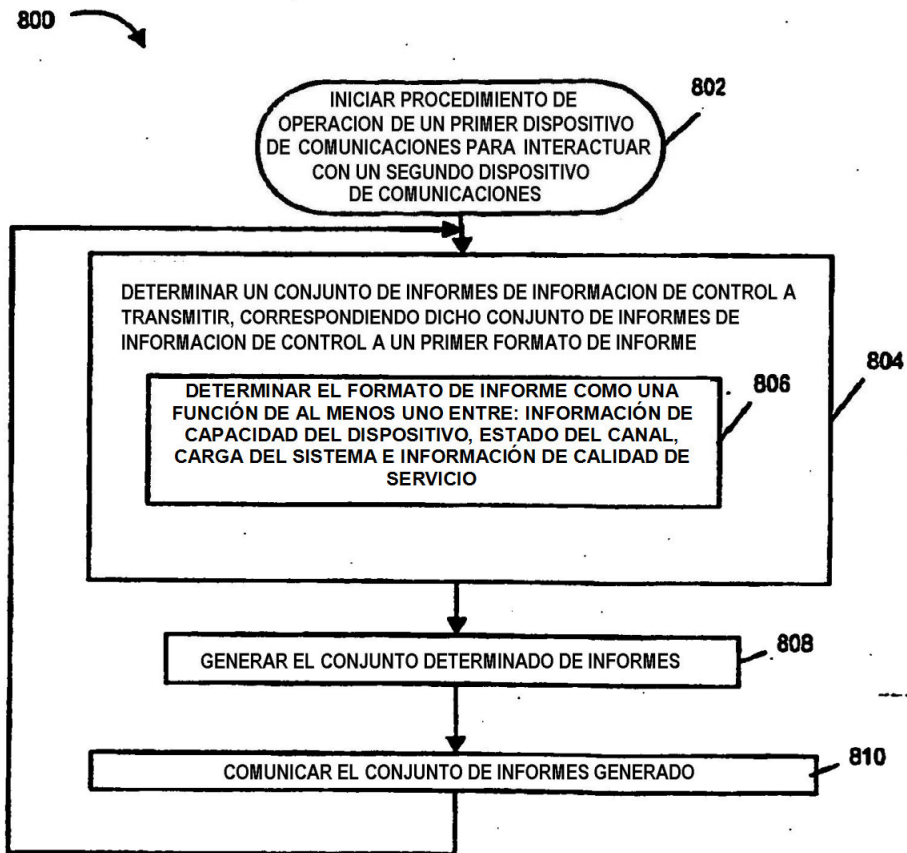 800
802
INICIAR PROCEDIMIENTO DE
OPERACION DE UN PRIMER DISPOSITIVO
DE COMUNICACIONES PARA INTERACTUAR
CON UN SEGUNDO DISPOSITIVO
DE COMUNICACIONES
DETERMINAR UN CONJUNTO DE INFORMES DE INFORMACION DE CONTROL A
TRANSMITIR, CORRESPONDIENDO DICHO CONJUNTO DE INFORMES DE
INFORMACION DE CONTROL A UN PRIMER FORMATO DE INFORME
804
DETERMINAR EL FORMATO DE INFORME COMO UNA
FUNCIÓN DE AL MENOS UNO ENTRE: INFORMACIÓN DE
CAPACIDAD DEL DISPOSITIVO, ESTADO DEL CANAL,
CARGA DEL SISTEMA E INFORMACIÓN DE CALIDAD DE
SERVICIO
806
GENERAR EL CONJUNTO DETERMINADO DE INFORMES
808
COMUNICAR EL CONJUNTO DE INFORMES GENERADO
810